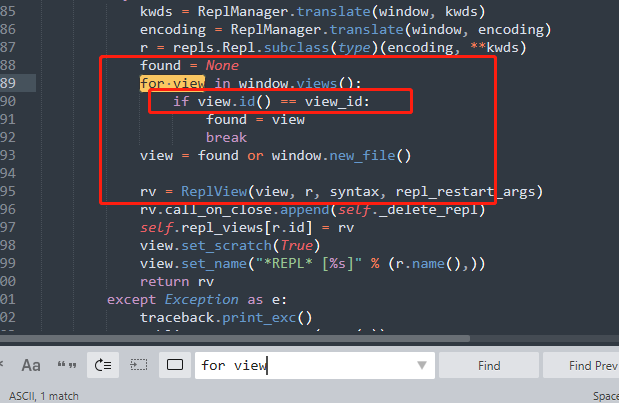 85 kwds = ReplManager.translate(window, kwds)
86 encoding = ReplManager.translate(window, encoding)
87 r = repls.Repl.subclass(type)(encoding, **kwds)
88 found = None
89 for view in window.views():
90 if view.id() == view_id:
91 found = view
92 break
93 view = found or window.new_file()
94
95 rv = ReplView(view, r, syntax, repl_restart_args)
96 rv.call_on_close.append(self._delete_repl)
97 self.repl_views[r.id] = rv
98 view.set_scratch(True)
99 view.set_name("*REPL* [%s]" % (r.name(),))
00 return rv
01 except Exception as e:
02 traceback.print_exc()
Aa “” for view Find Find Prev
ASCII, 1 match Space